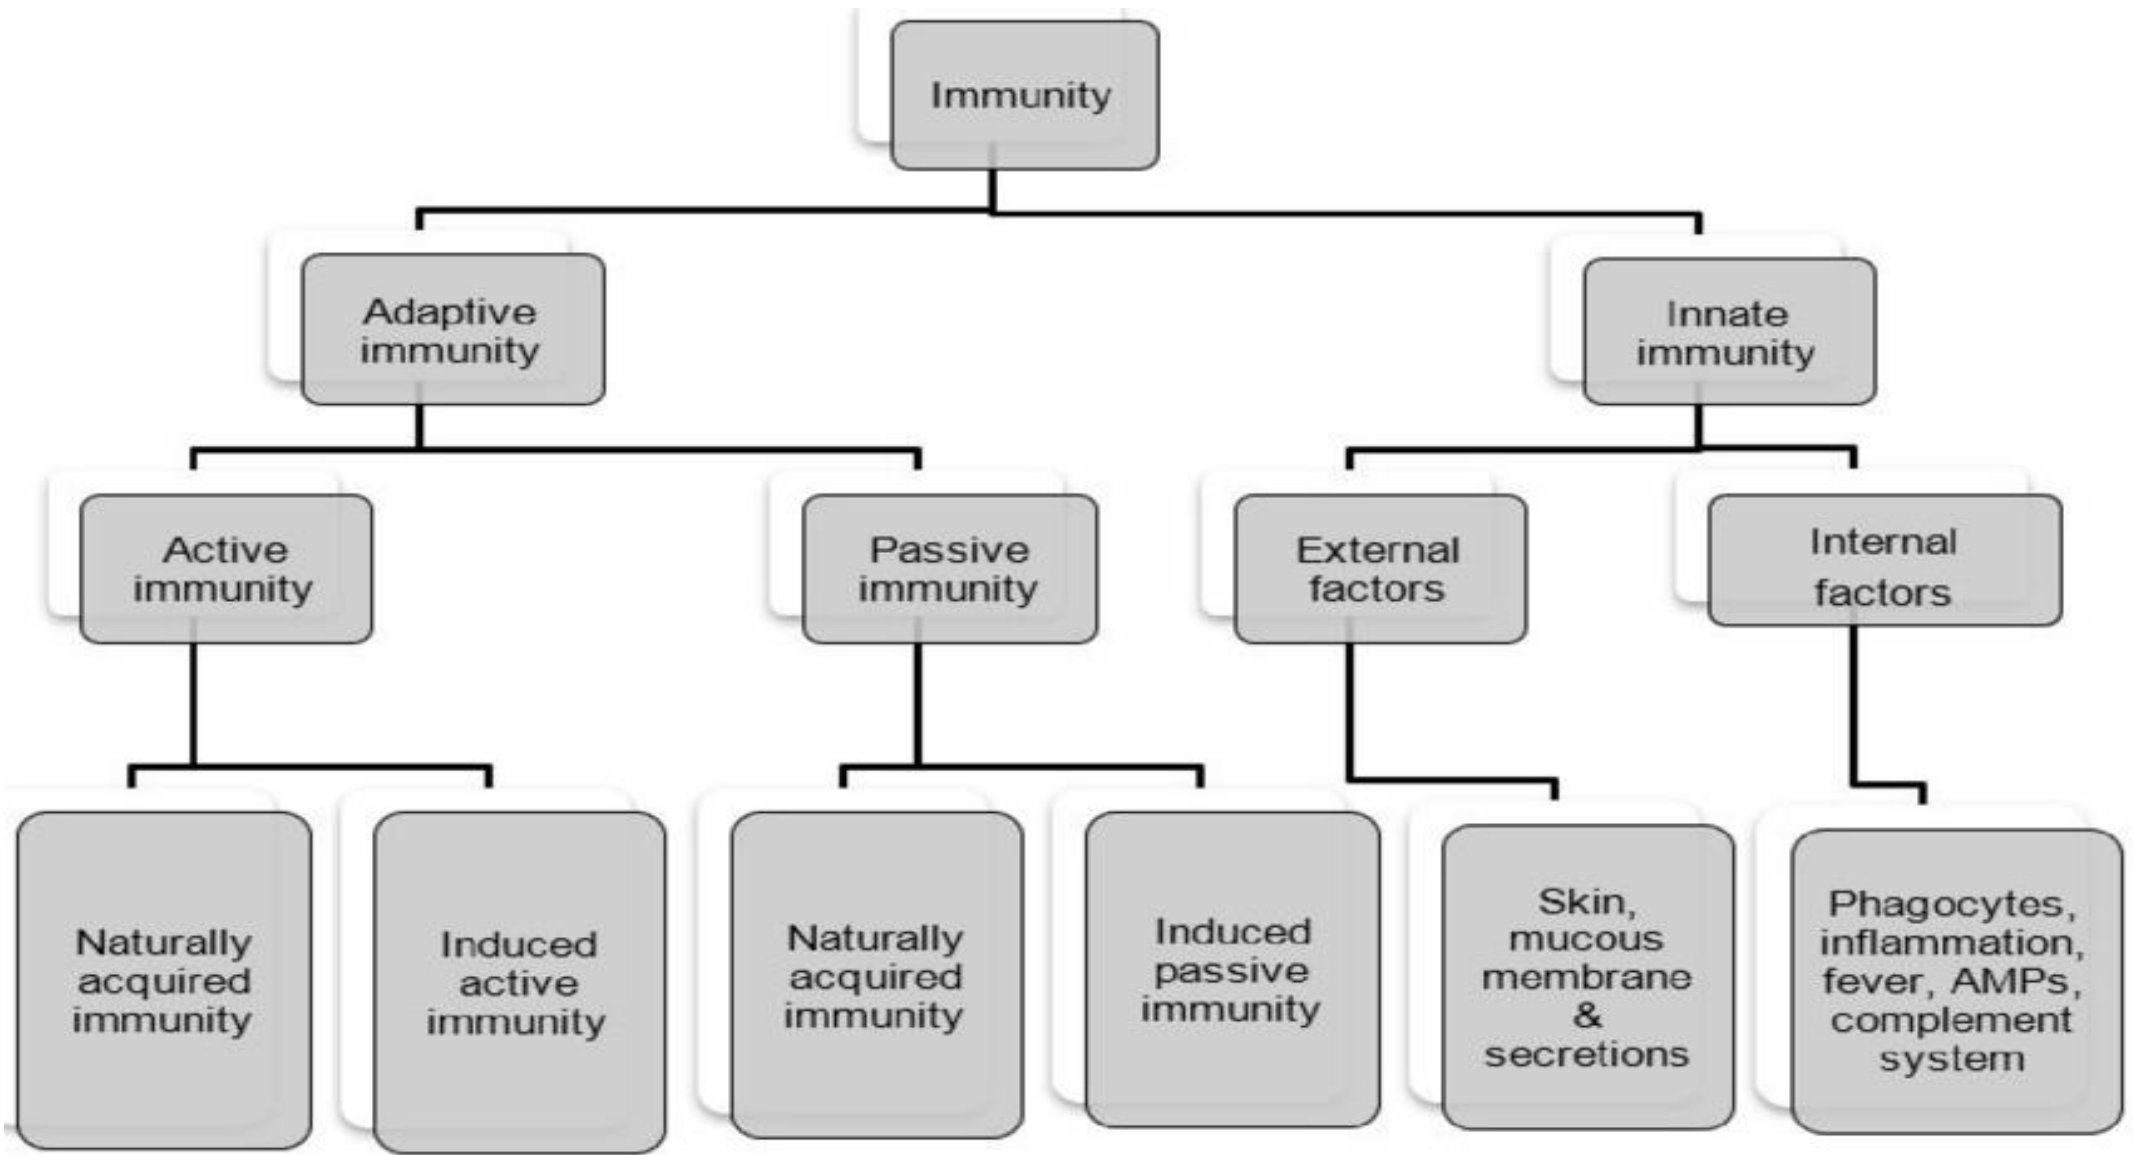 Immunity
Adaptive
immunity
Innate
immunity
Active
immunity
Passive
immunity
External
factors
Internal
factors
Naturally
acquired
immunity
Induced
active
immunity
Naturally
acquired
immunity
Induced
passive
immunity
Skin,
mucous
membrane
&
secretions
Phagocytes,
inflammation,
fever, AMPs,
complement
system